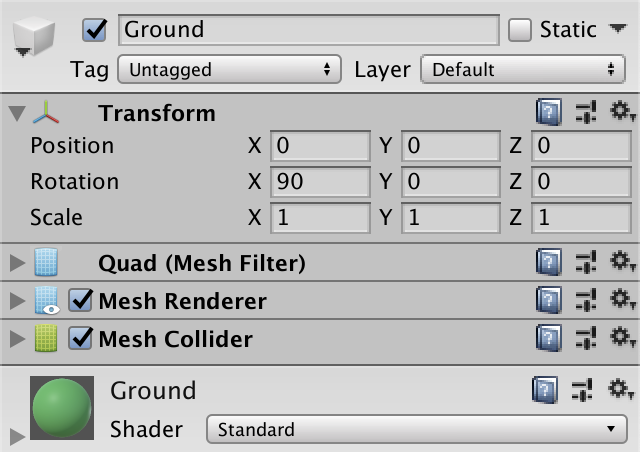 Ground Static
Tag Untagged Layer Default
Transform
Position X 0 Y 0 Z 0
Rotation X 90 Y 0 Z 0
Scale X 1 Y 1 Z 1
Quad (Mesh Filter)
Mesh Renderer
Mesh Collider
Ground
Shader Standard